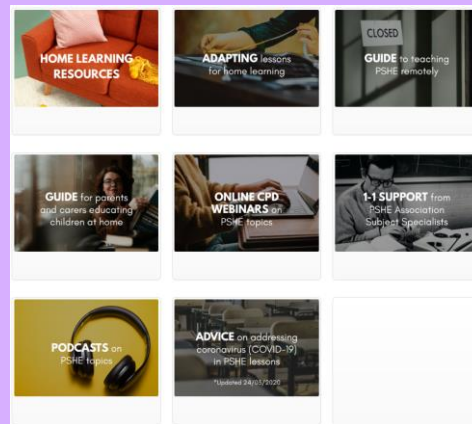 HOME LEARNING
RESOURCES
ADAPTING lessons
for home learning
CLOSED
GUIDE to teaching
PSHE remotely
GUIDE for parents
and carers educating
children at home
ONLINE CPD
WEBINARS on
PSHE topics
1-1 SUPPORT from
PSHE Association
Subject Specialists
PODCASTS on
PSHE topics
ADVICE on addressing
coronavirus (COVID-19)
in PSHE lessons
*Updated 24/03/2020